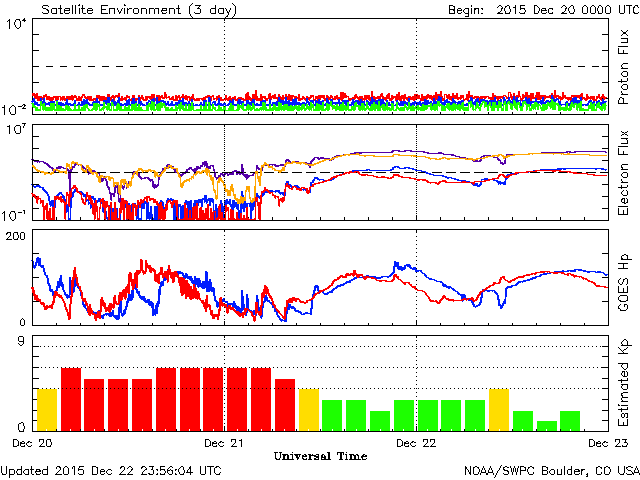 Satellite Environment (3 day)
Begin: 2015 Dec 20 0000 UTC
10^4
10^-2
Proton Flux
10^7
10^-1
Electron Flux
200
0
GOES Hp
9
0
Estimated Kp
Dec 20 Dec 21 Dec 22 Dec 23
Universal Time
Updated 2015 Dec 22 23:56:04 UTC
NOAA/SWPC Boulder, CO USA